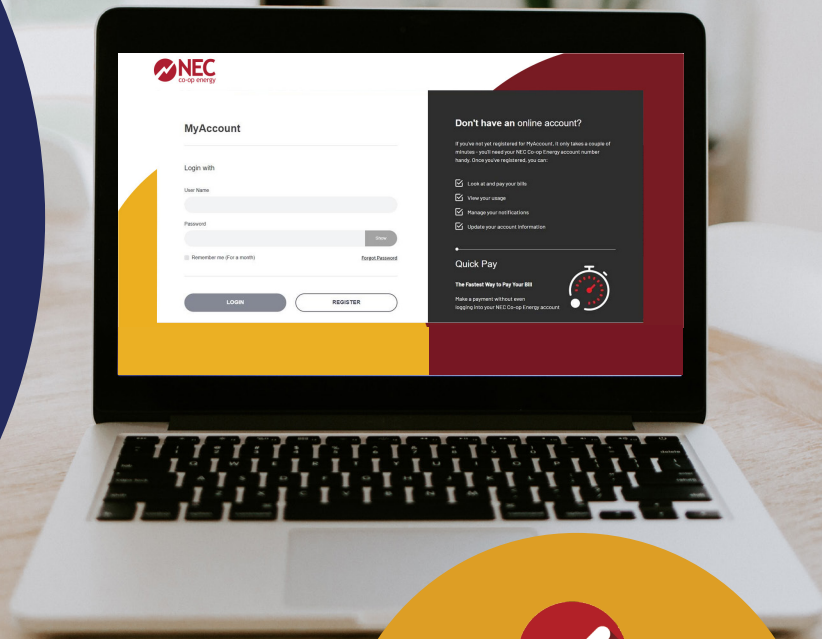 NEC
co-op energy
MyAccount
Login with
User Name
Password
Show
Remember me (For a month)
Forgot Password
LOGIN
REGISTER
Don't have an online account?
If you've not yet registered for MyAccount, it only takes a couple of
minutes - you'll need your NEC Co-op Energy account number
handy. Once you've registered, you can:
Look at and pay your bills
View your usage
Manage your notifications
Update your account information
Quick Pay
The Fastest Way to Pay Your Bill
Make a payment without even
logging into your NEC Co-op Energy account